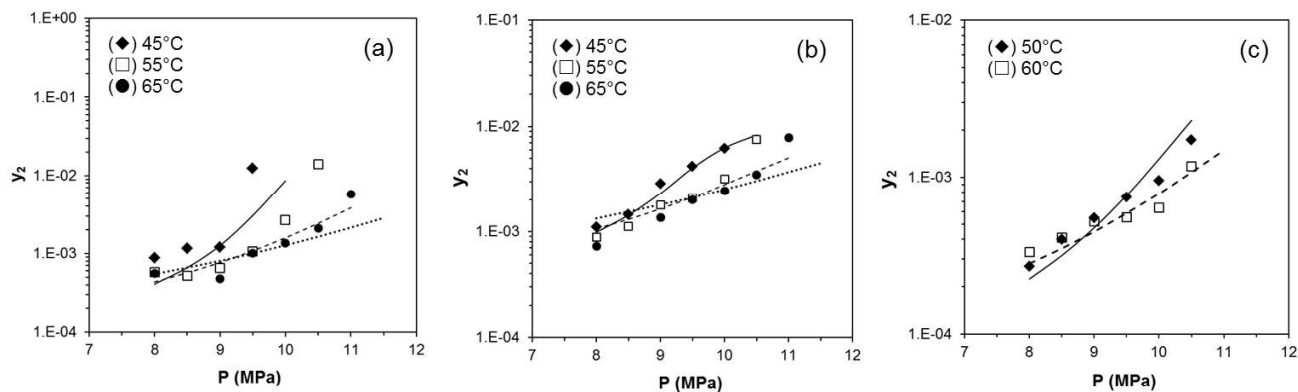 (a)
(◆) 45°C
(□) 55°C
(●) 65°C
1.E+00
1.E-01
1.E-02
1.E-03
1.E-04
y₂
7 8 9 10 11 12
P (MPa)
(b)
(◆) 45°C
(□) 55°C
(●) 65°C
1.E-01
1.E-02
1.E-03
1.E-04
y₂
7 8 9 10 11 12
P (MPa)
(c)
(◆) 50°C
(□) 60°C
1.E-02
1.E-03
1.E-04
y₂
7 8 9 10 11 12
P (MPa)